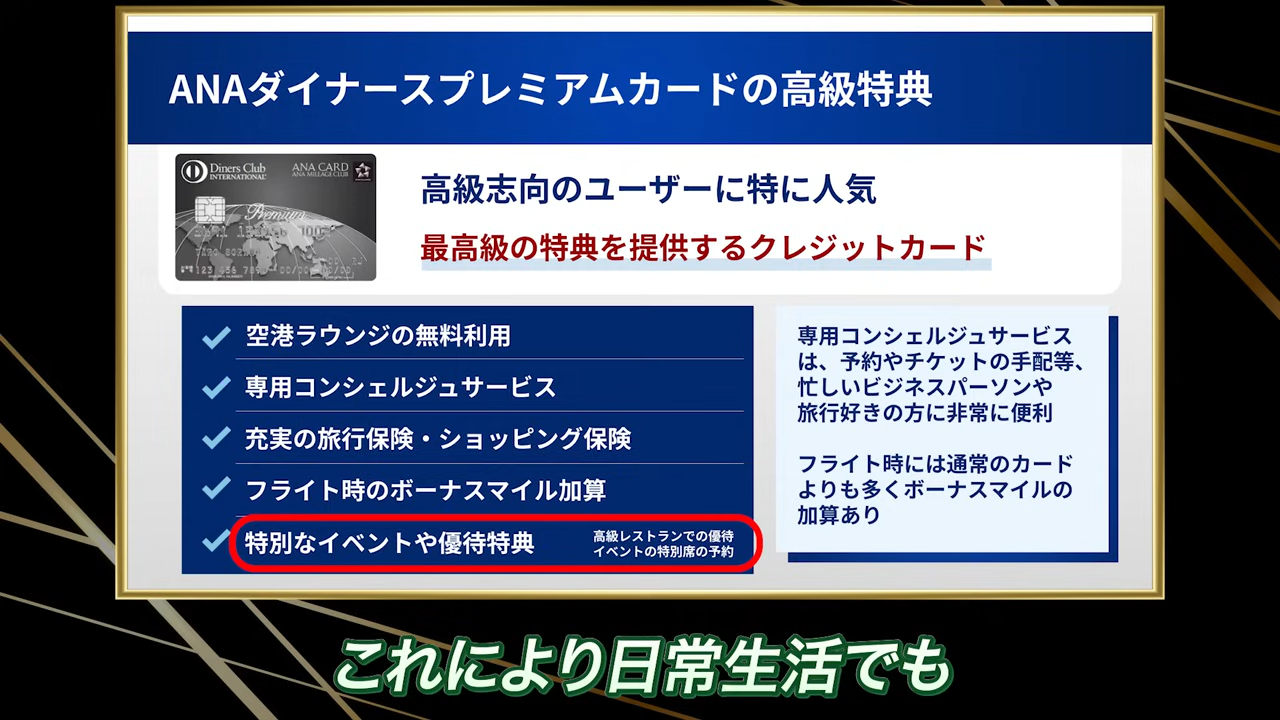 ANAダイナースプレミアムカードの高級特典
Diners Club
INTERNATIONAL
ANA CARD
ANA MILEAGE CLUB
Premium
高級志向のユーザーに特に人気
最高級の特典を提供するクレジットカード
空港ラウンジの無料利用
専用コンシェルジュサービス
充実の旅行保険・ショッピング保険
フライト時のボーナスマイル加算
特別なイベントや優待特典
高級レストランでの優待
イベントの特別席の予約
専用コンシェルジュサービス
は、予約やチケットの手配等、
忙しいビジネスパーソンや
旅行好きの方に非常に便利
フライト時には通常のカード
よりも多くボーナスマイルの
加算あり
これにより日常生活でも